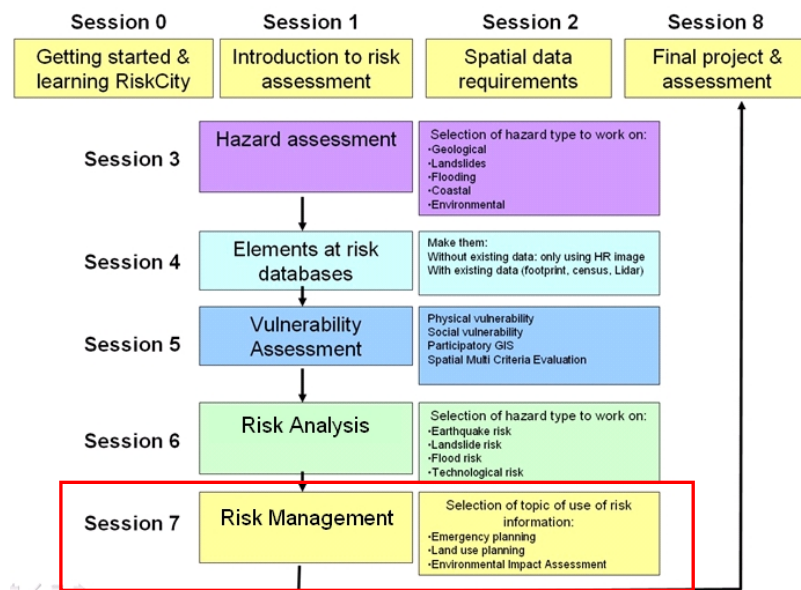 Session 0
Session 1
Session 2
Session 8
Getting started &
learning RiskCity
Introduction to risk
assessment
Spatial data
requirements
Final project &
assessment
Session 3
Hazard assessment
Selection of hazard type to work on:
•Geological
•Landslides
•Flooding
•Coastal
•Environmental
Session 4
Elements at risk
databases
Make them:
Without existing data: only using HR image
With existing data (footprint, census, Lidar)
Session 5
Vulnerability
Assessment
Physical vulnerability
Social vulnerability
Participatory GIS
Spatial Multi Criteria Evaluation
Session 6
Risk Analysis
Selection of hazard type to work on:
•Earthquake risk
•Landslide risk
•Flood risk
•Technological risk
Session 7
Risk Management
Selection of topic of use of risk
information:
•Emergency planning
•Land use planning
•Environmental Impact Assessment